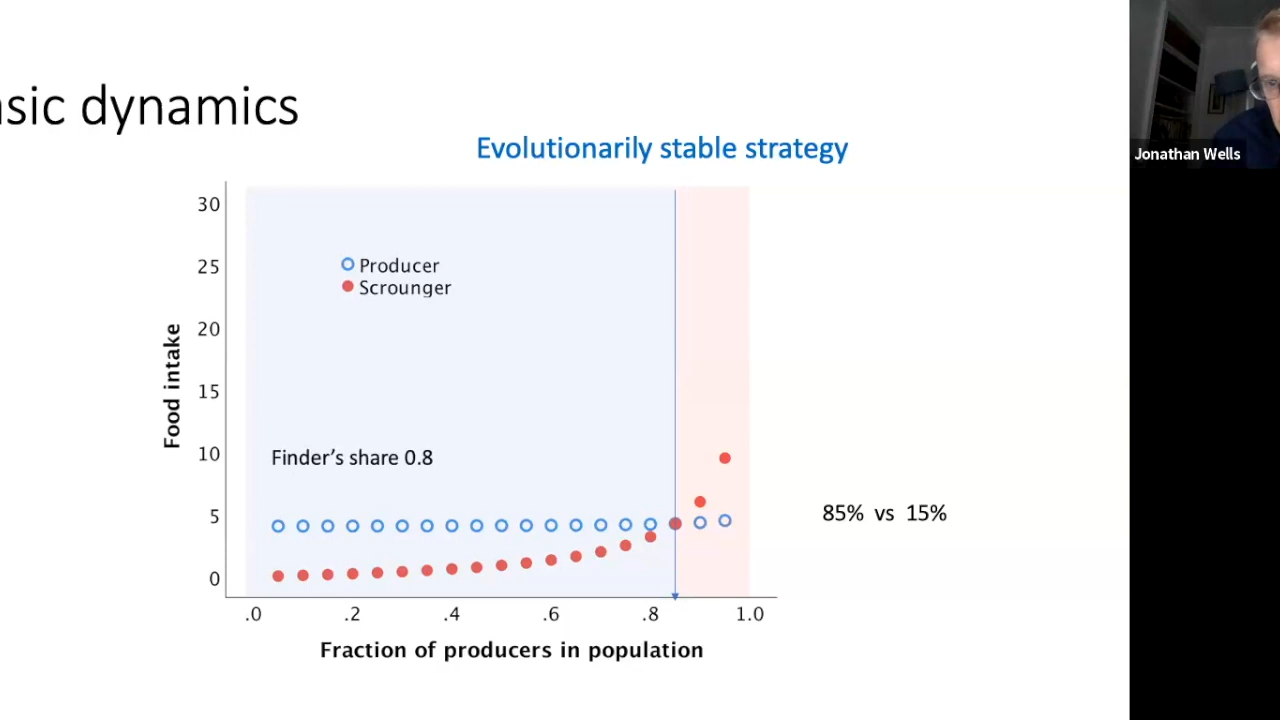 asic dynamics
Evolutionarily stable strategy
Jonathan Wells
30
25
20
15
10
5
0
Food intake
Producer
Scrounger
Finder's share 0.8
85% vs 15%
.0 .2 .4 .6 .8 1.0
Fraction of producers in population